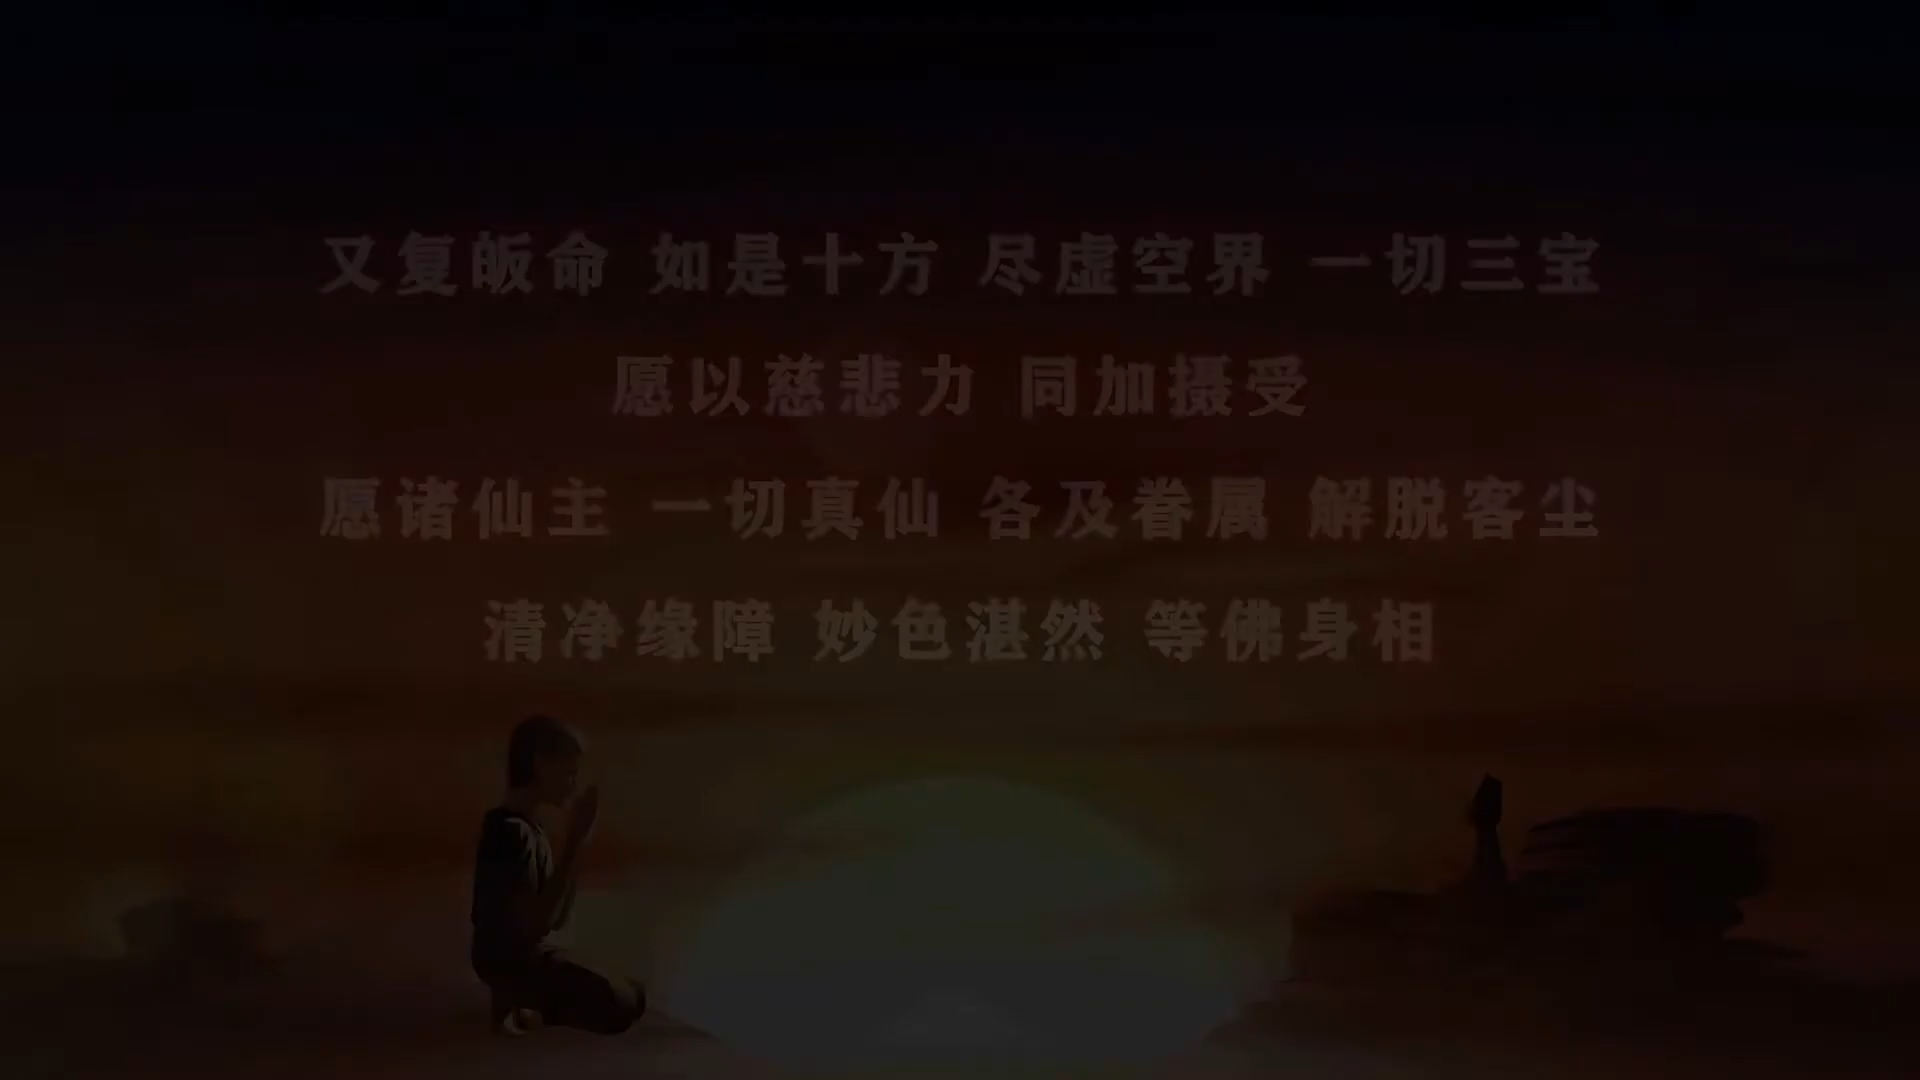 又复皈命 如是十方 尽虚空界 一切三宝
愿以慈悲力 同加摄受
愿诸仙主 一切真仙 各及眷属 解脱客尘
清净缘障 妙色湛然 等佛身相